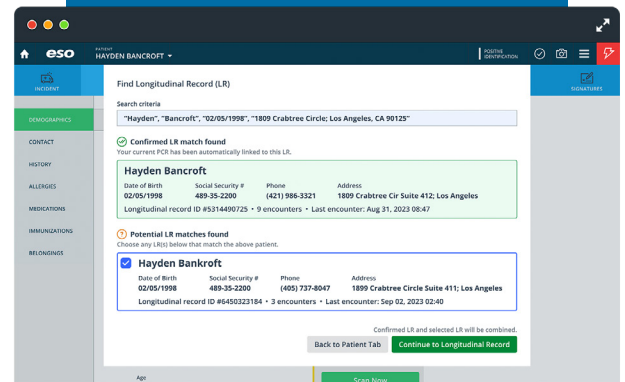 eso
PATIENT
HAYDEN BANCROFT
POSITIVE
IDENTIFICATION
INCIDENT
SIGNATURES
DEMOGRAPHICS
CONTACT
HISTORY
ALLERGIES
MEDICATIONS
IMMUNIZATIONS
BELONGINGS
Find Longitudinal Record (LR)
Search criteria
"Hayden", "Bancroft", "02/05/1998", "1809 Crabtree Circle; Los Angeles, CA 90125"
Confirmed LR match found
Your current PCR has been automatically linked to this LR.
Hayden Bancroft
Date of Birth Social Security # Phone Address
02/05/1998 489-35-2200 (421) 986-3321 1809 Crabtree Cir Suite 412; Los Angeles
Longitudinal record ID #5314490725 • 9 encounters • Last encounter: Aug 31, 2023 08:47
Potential LR matches found
Choose any LR(s) below that match the above patient.
Hayden Bankroft
Date of Birth Social Security # Phone Address
02/05/1998 489-35-2200 (405) 737-8047 1899 Crabtree Circle Suite 411; Los Angeles
Longitudinal record ID #6450323184 • 3 encounters • Last encounter: Sep 02, 2023 02:40
Confirmed LR and selected LR will be combined.
Back to Patient Tab Continue to Longitudinal Record
Age
Scan Now